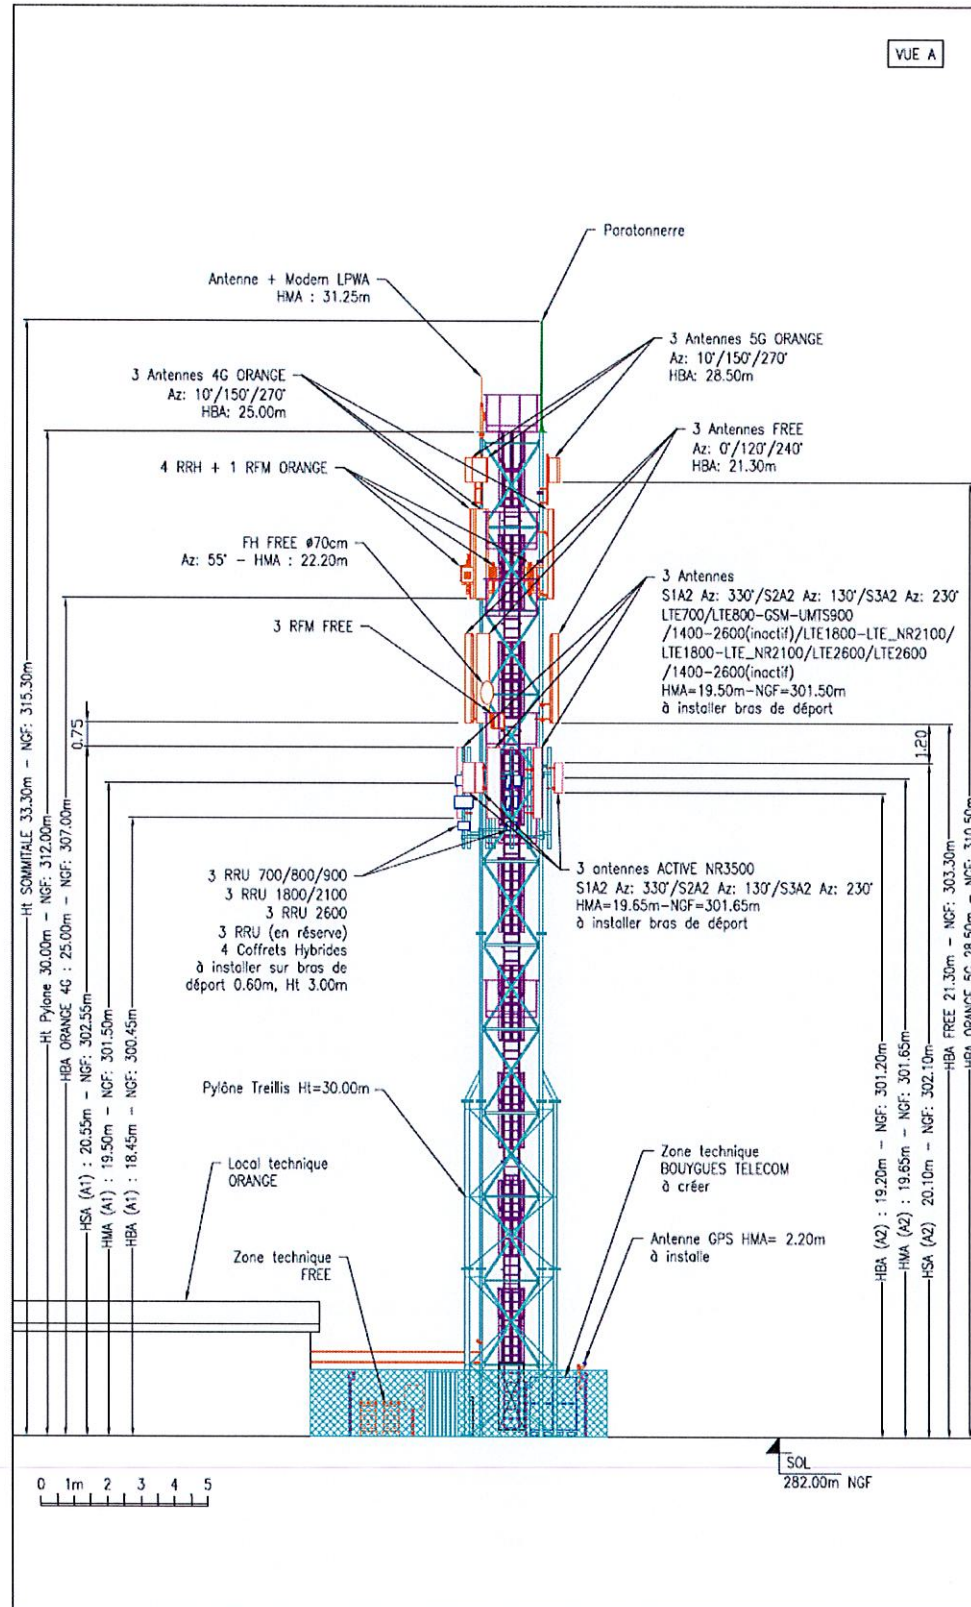 VUE A
Paratonnerre
Antenne + Modem LPWA
HMA : 31.25m
3 Antennes 5G ORANGE
Az: 10°/150°/270°
HBA: 28.50m
3 Antennes 4G ORANGE
Az: 10°/150°/270°
HBA: 25.00m
3 Antennes FREE
Az: 0°/120°/240°
HBA: 21.30m
4 RRH + 1 RFM ORANGE
FH FREE ø70cm
Az: 55° - HMA : 22.20m
3 Antennes
S1A2 Az: 330°/S2A2 Az: 130°/S3A2 Az: 230°
LTE700/LTE800-GSM-UMTS900
/1400-2600(inactif)/LTE1800-LTE_NR2100/
LTE1800-LTE_NR2100/LTE2600/LTE2600
/1400-2600(inactif)
HMA=19.50m-NGF=301.50m
à installer bras de déport
3 RFM FREE
0.75
1.20
3 RRU 700/800/900
3 RRU 1800/2100
3 RRU 2600
3 RRU (en réserve)
4 Coffrets Hybrides
à installer sur bras de
déport 0.60m, Ht 3.00m
3 antennes ACTIVE NR3500
S1A2 Az: 330°/S2A2 Az: 130°/S3A2 Az: 230°
HMA=19.65m-NGF=301.65m
à installer bras de déport
Ht SOMMITALE 33.30m - NGF: 315.30m
Ht Pylone 30.00m - NGF: 312.00m
HBA ORANGE 4G : 25.00m - NGF: 307.00m
HSA (A1) : 20.55m - NGF: 302.55m
HMA (A1) : 19.50m - NGF: 301.50m
HBA (A1) : 18.45m - NGF: 300.45m
HBA (A2) : 19.20m - NGF: 301.20m
HMA (A2) : 19.65m - NGF: 301.65m
HSA (A2) 20.10m - NGF: 302.10m
HBA FREE 21.30m - NGF: 303.30m
HBA ORANGE 5G 28.50m - NGF: 310.50m
Pylône Treillis Ht=30.00m
Local technique
ORANGE
Zone technique
FREE
Zone technique
BOUYGUES TELECOM
à créer
Antenne GPS HMA= 2.20m
à installe
0 1m 2 3 4 5
SOL
282.00m NGF